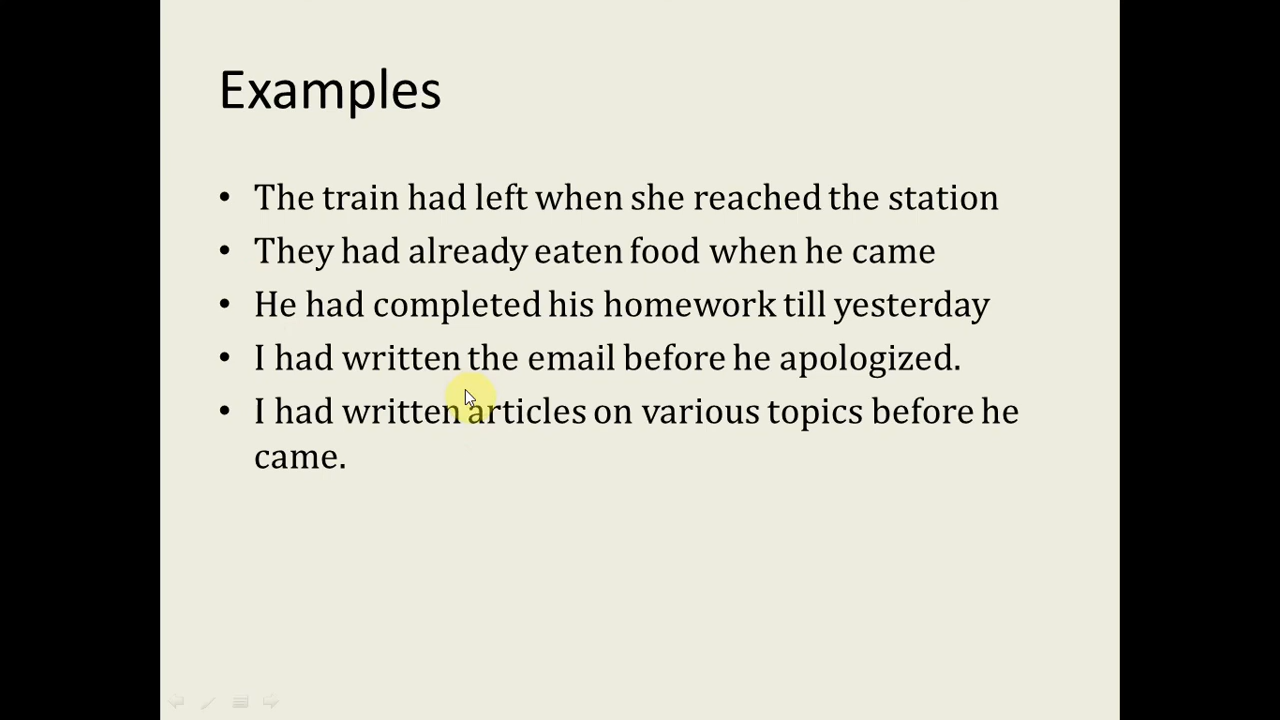 Examples
• The train had left when she reached the station
• They had already eaten food when he came
• He had completed his homework till yesterday
• I had written the email before he apologized.
• I had written articles on various topics before he
came.